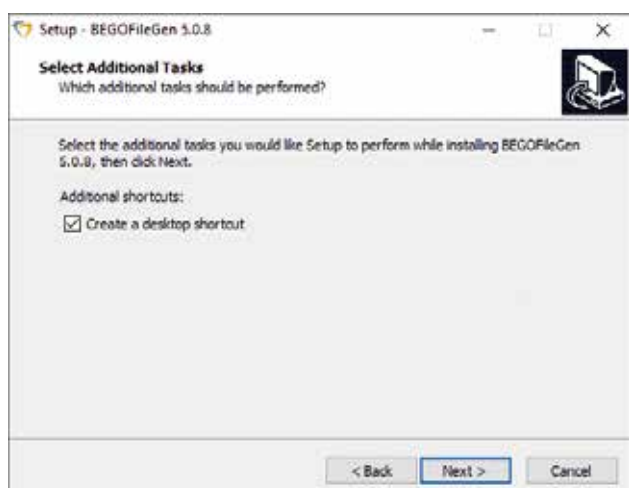 Setup - BEGOFileGen 5.0.8
Select Additional Tasks
Which additional tasks should be performed?
Select the additional tasks you would like Setup to perform while installing BEGOFileGen
5.0.8, then click Next.
Additional shortcuts:
Create a desktop shortcut
< Back
Next >
Cancel